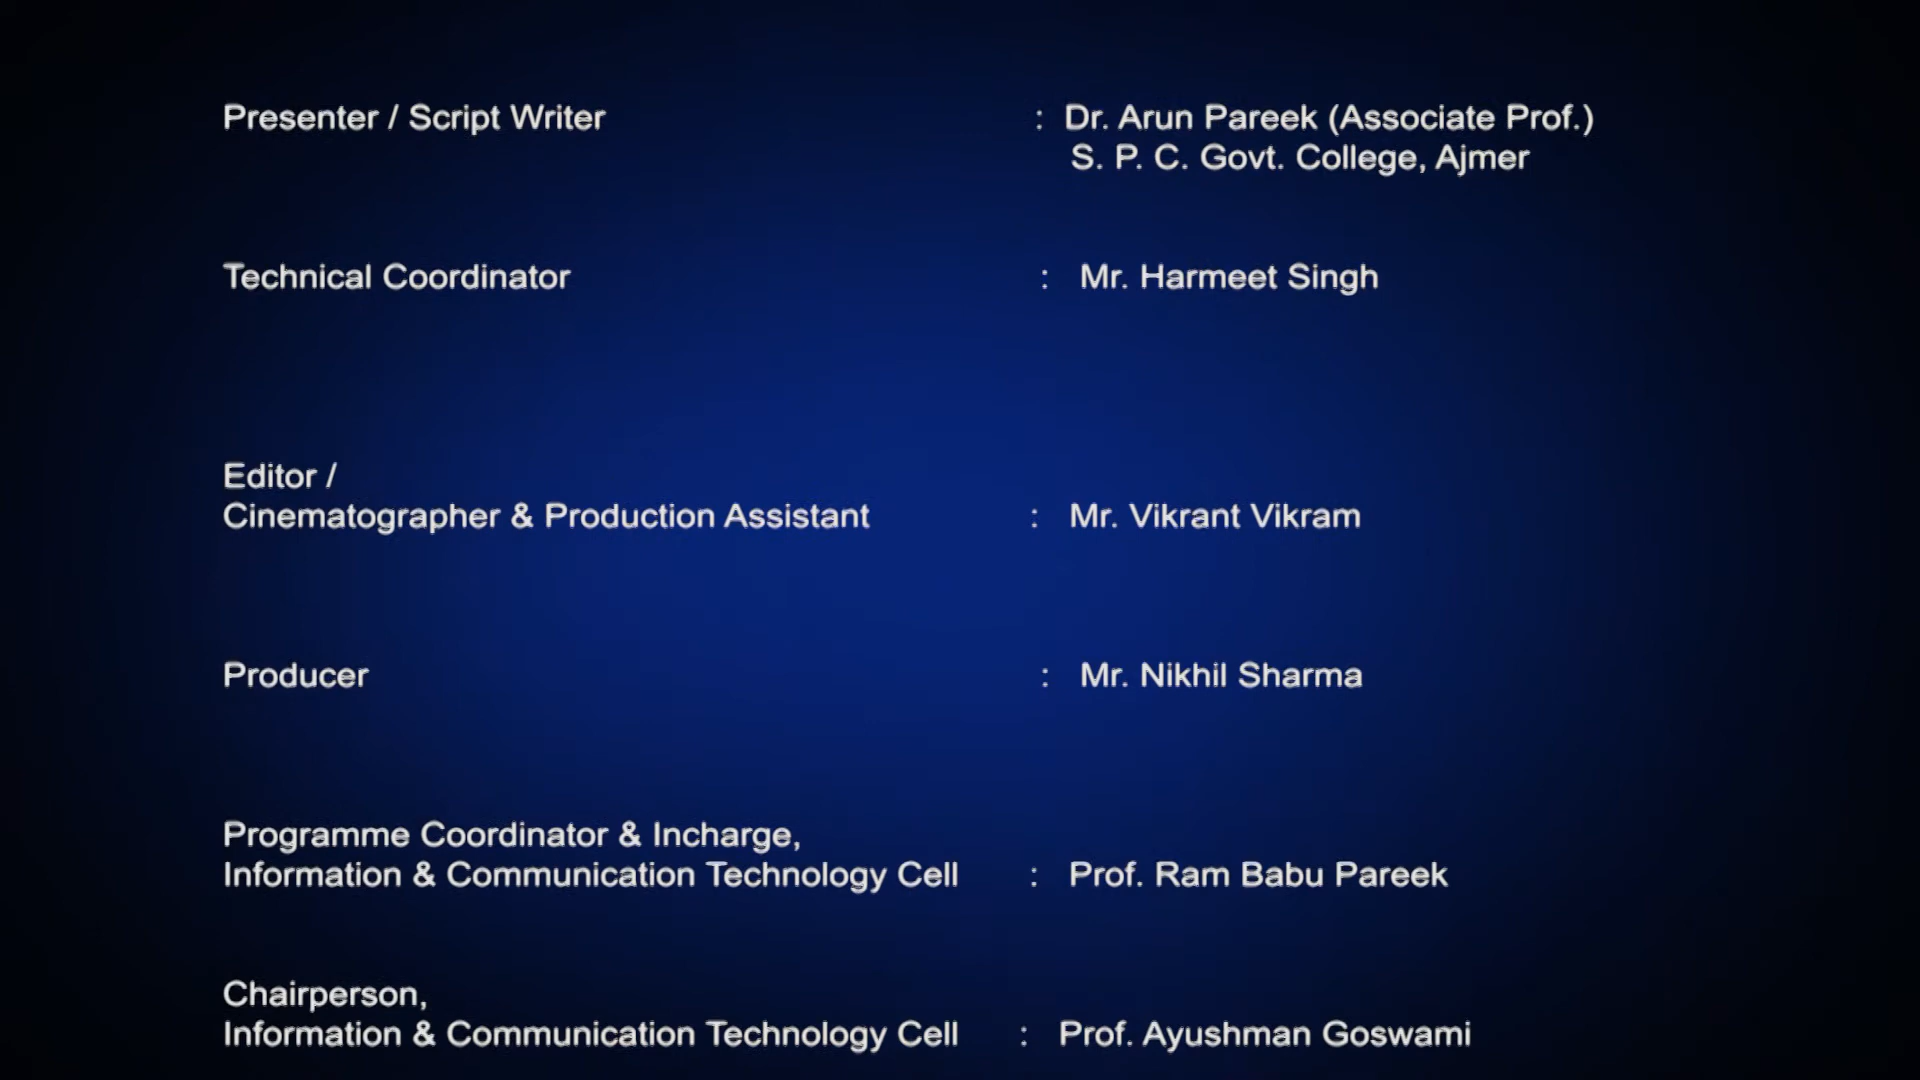 Presenter / Script Writer : Dr. Arun Pareek (Associate Prof.)
S. P. C. Govt. College, Ajmer
Technical Coordinator : Mr. Harmeet Singh
Editor /
Cinematographer & Production Assistant : Mr. Vikrant Vikram
Producer : Mr. Nikhil Sharma
Programme Coordinator & Incharge,
Information & Communication Technology Cell : Prof. Ram Babu Pareek
Chairperson,
Information & Communication Technology Cell : Prof. Ayushman Goswami